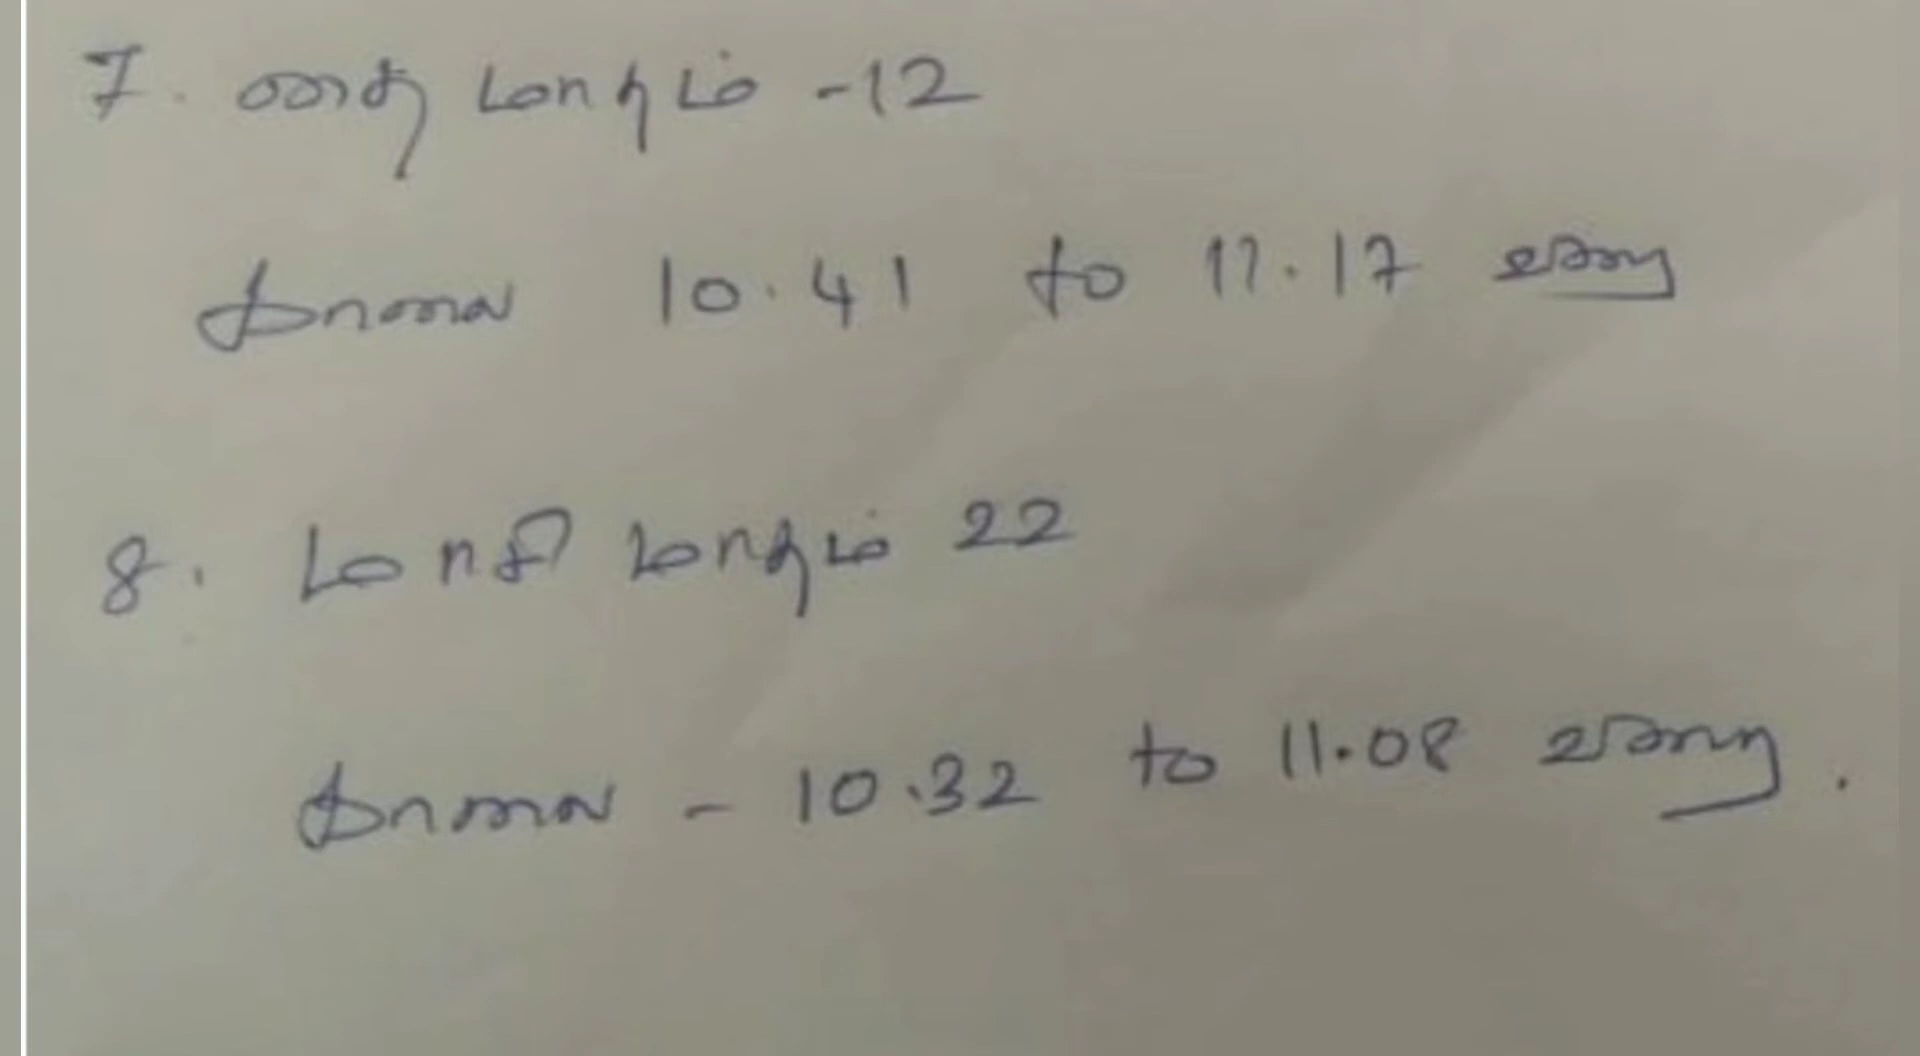 7. தை மாதம் -12
காலை 10.41 to 11.17 வரை
8. மாசி மாதம் 22
காலை - 10.32 to 11.08 வரை.